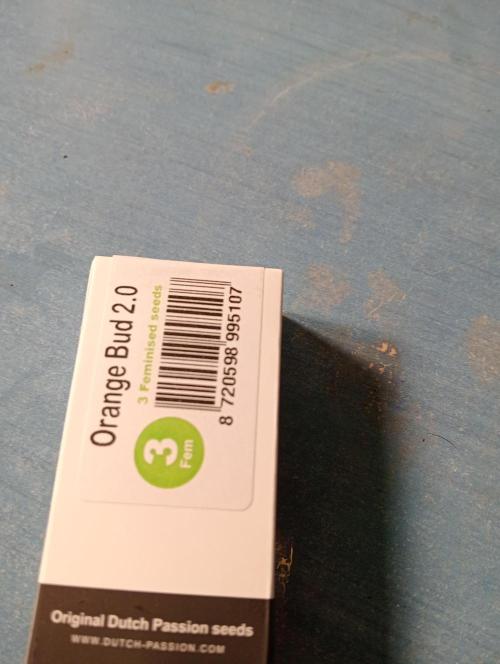 Orange Bud 2.0
3 Feminised seeds
8 720598 995107
3
Fem
Original Dutch Passion seeds
WWW.DUTCH-PASSION.COM